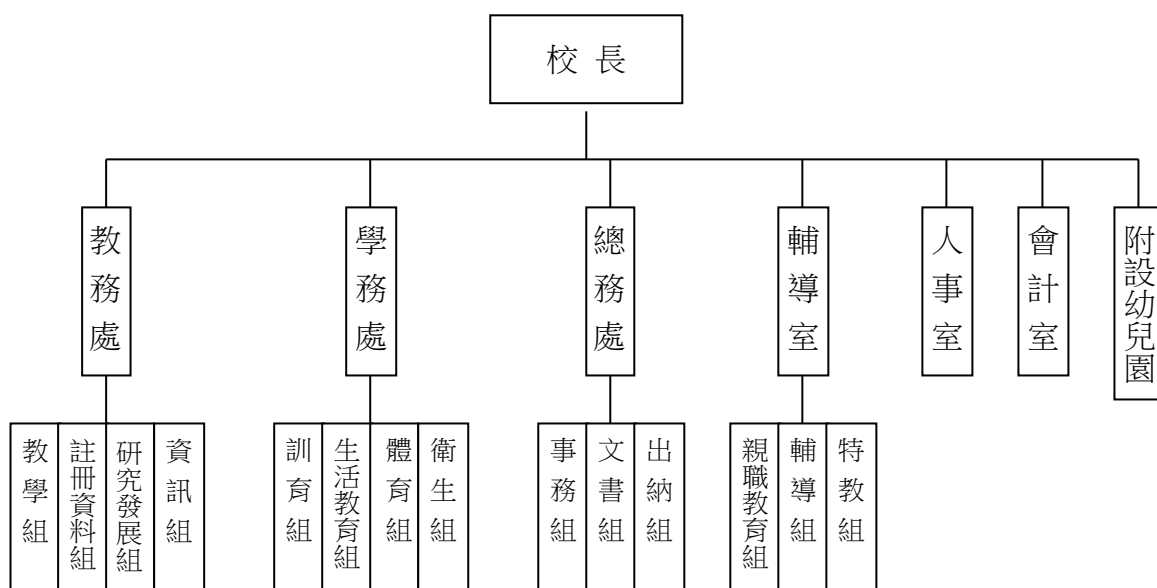 校長
教務處
學務處
總務處
輔導室
人事室
會計室
附設幼兒園
教學組
註冊資料組
研究發展組
資訊組
訓育組
生活教育組
體育組
衛生組
事務組
文書組
出納組
親職教育組
輔導組
特教組